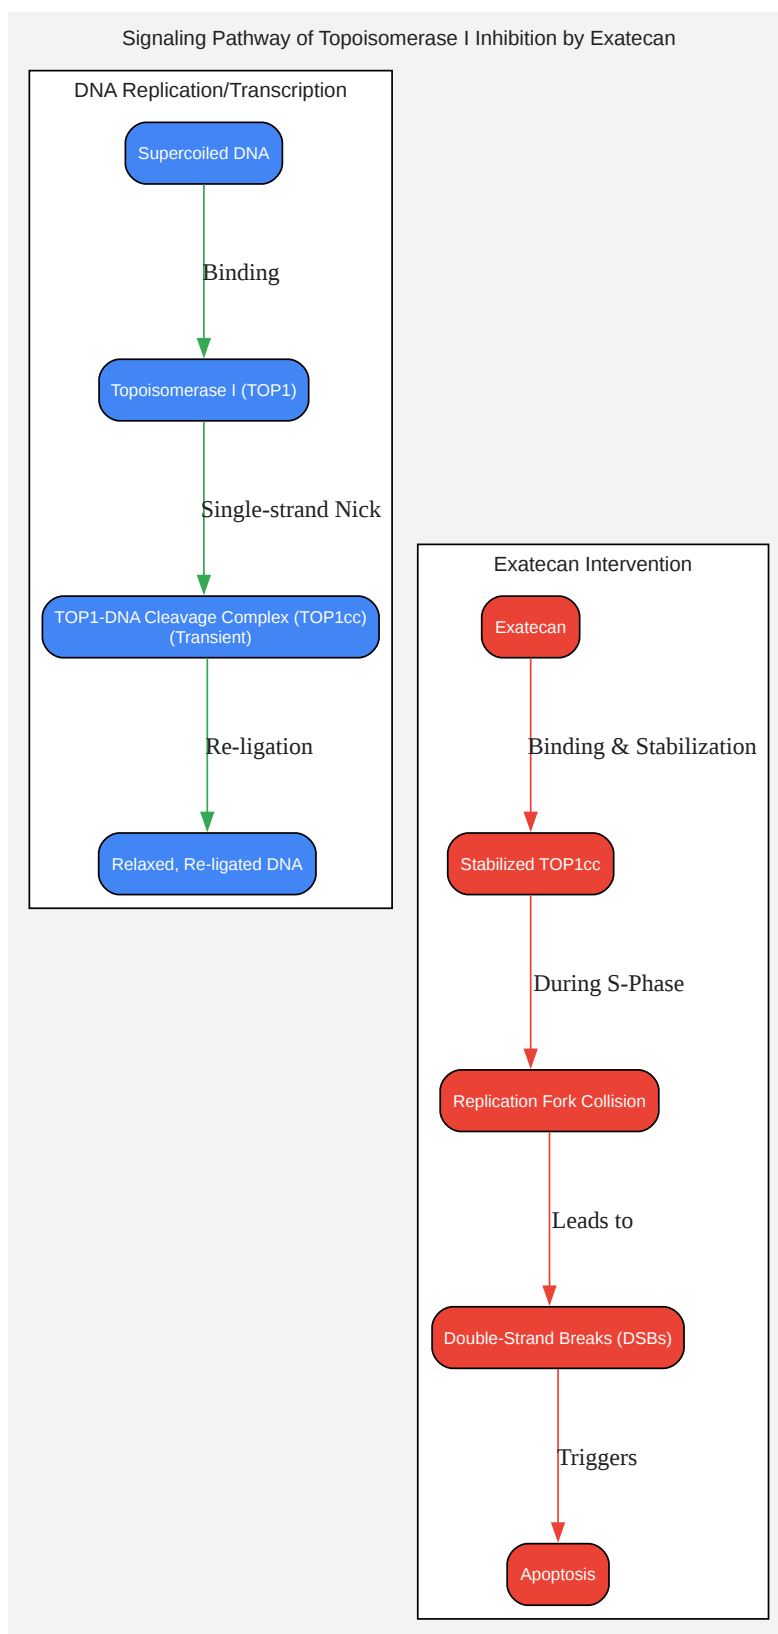 Signaling Pathway of Topoisomerase I Inhibition by Exatecan
DNA Replication/Transcription
Supercoiled DNA
Binding
Topoisomerase I (TOP1)
Single-strand Nick
TOP1-DNA Cleavage Complex (TOP1cc)
(Transient)
Re-ligation
Relaxed, Re-ligated DNA
Exatecan Intervention
Exatecan
Binding & Stabilization
Stabilized TOP1cc
During S-Phase
Replication Fork Collision
Leads to
Double-Strand Breaks (DSBs)
Triggers
Apoptosis